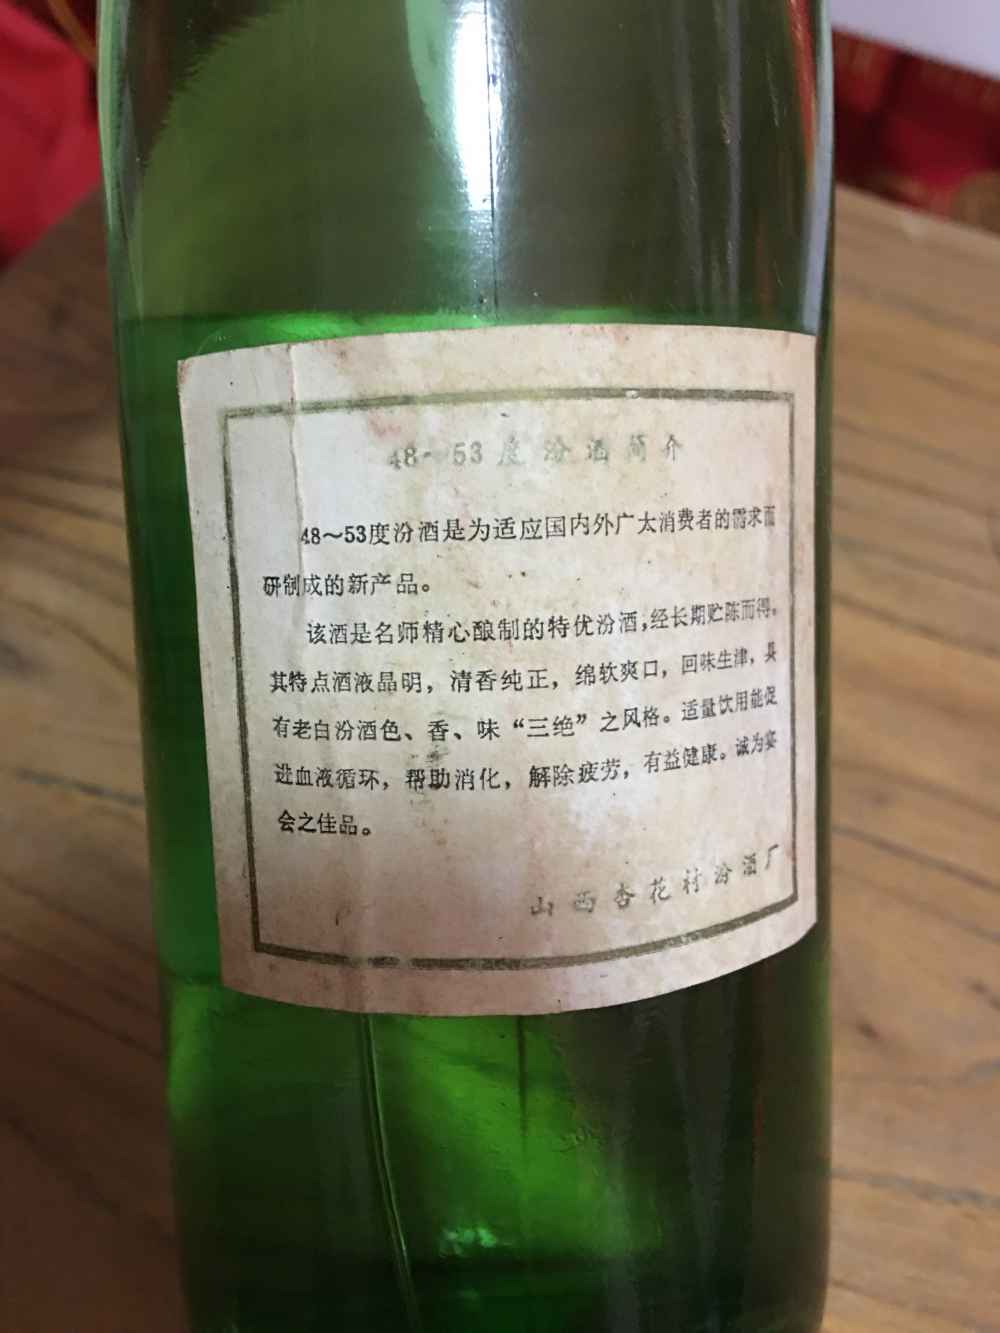 48～53度汾酒简介
48～53度汾酒是为适应国内外广大消费者的需求而
研制成的新产品。
该酒是名师精心酿制的特优汾酒，经长期贮陈而得。
其特点酒液晶明，清香纯正，绵软爽口，回味生津，具
有老白汾酒色、香、味“三绝”之风格。适量饮用能促
进血液循环，帮助消化，解除疲劳，有益健康。诚为宴
会之佳品。
山西杏花村汾酒厂